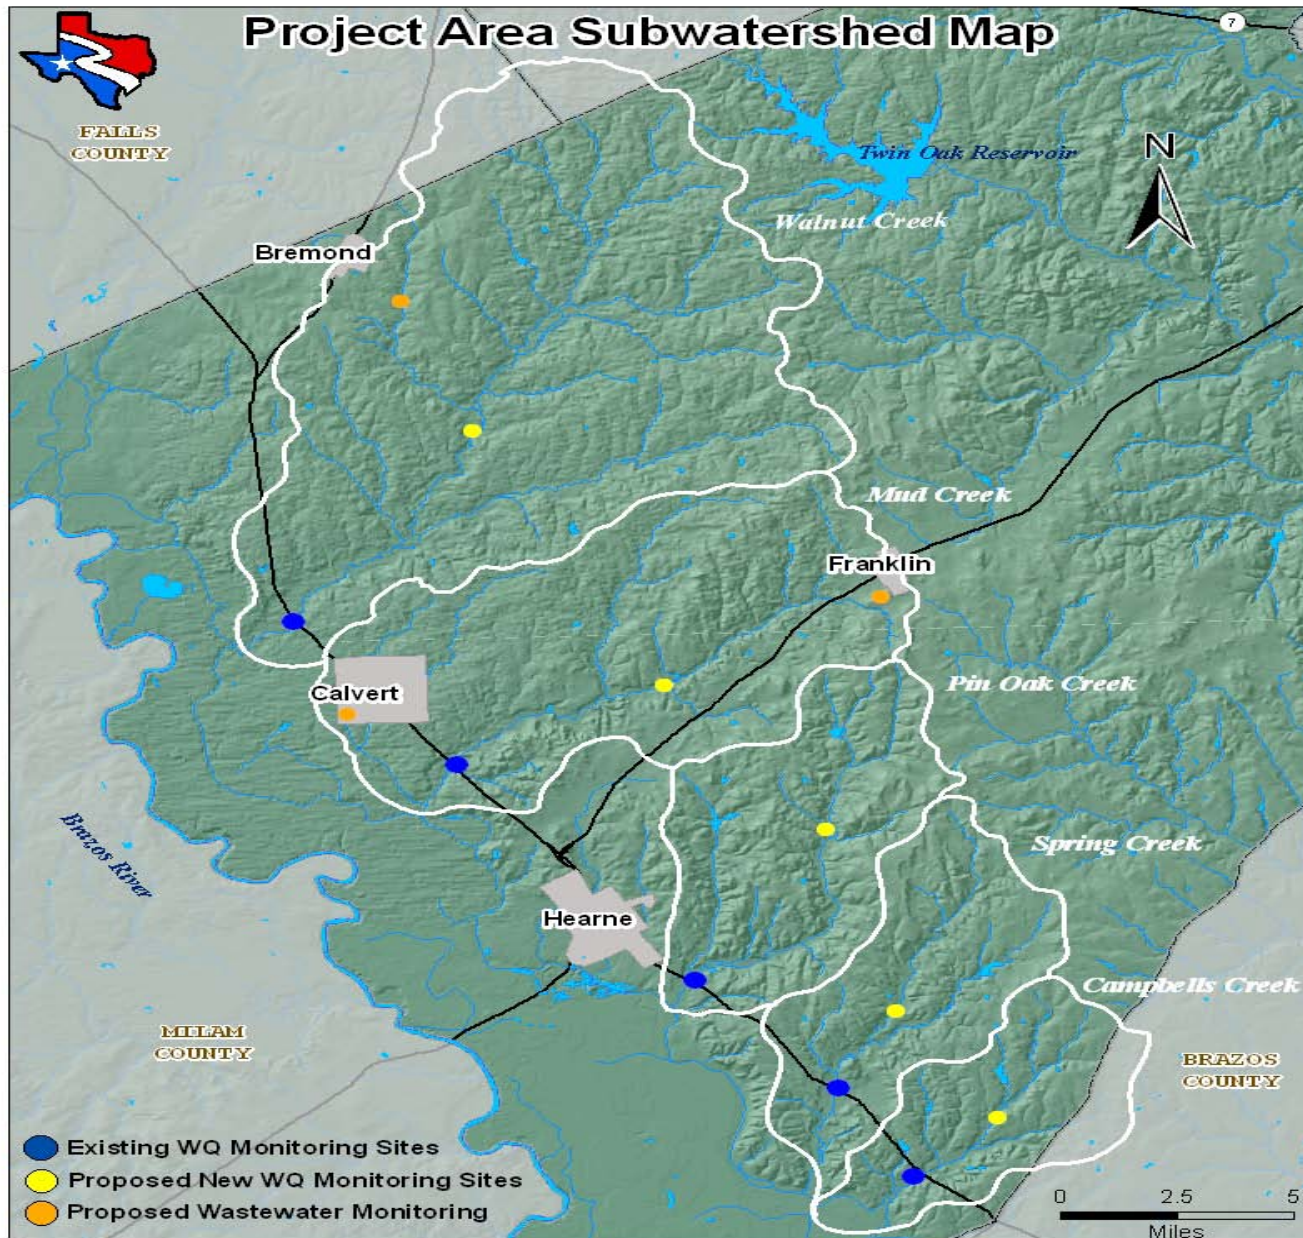 Project Area Subwatershed Map
7
FALLS
COUNTY
Twin Oak Reservoir
N
Walnut Creek
Bremond
Mud Creek
Franklin
Pin Oak Creek
Calvert
Brazos River
Spring Creek
Hearne
Campbells Creek
MILAM
COUNTY
BRAZOS
COUNTY
Existing WQ Monitoring Sites
Proposed New WQ Monitoring Sites
Proposed Wastewater Monitoring
0 2.5 5
Miles